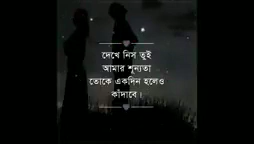 দেখে নিস তুই
আমার শূন্যতা
তোকে একদিন হলেও
কাঁদাবে।